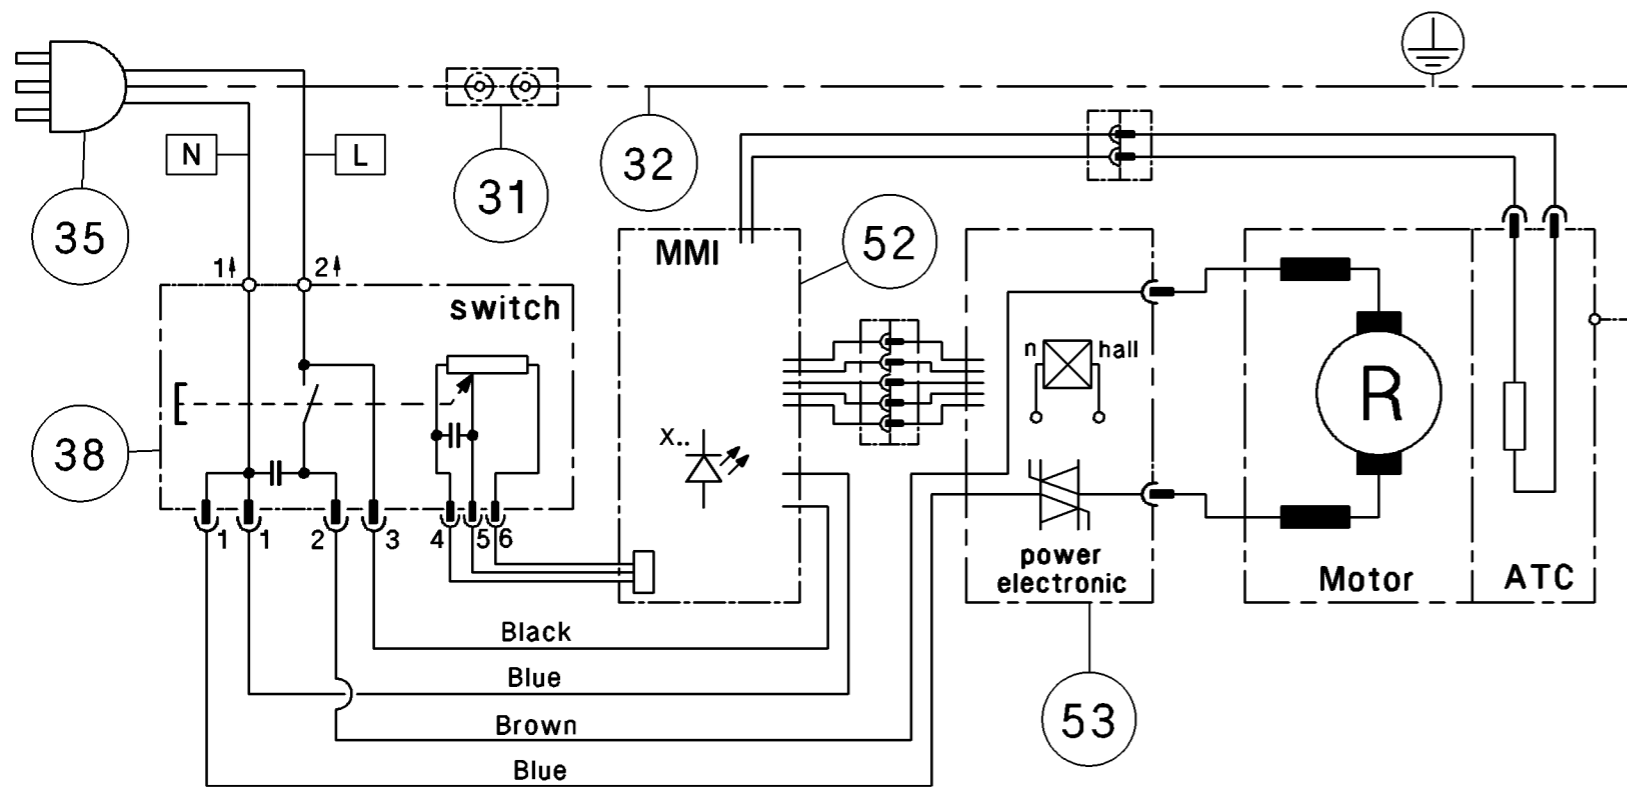 N
L
31
32
35
1
2
switch
MMI
52
n
hall
R
X..
38
1
1
2
3
4
5
6
power
electronic
Motor
ATC
Black
Blue
Brown
53
Blue